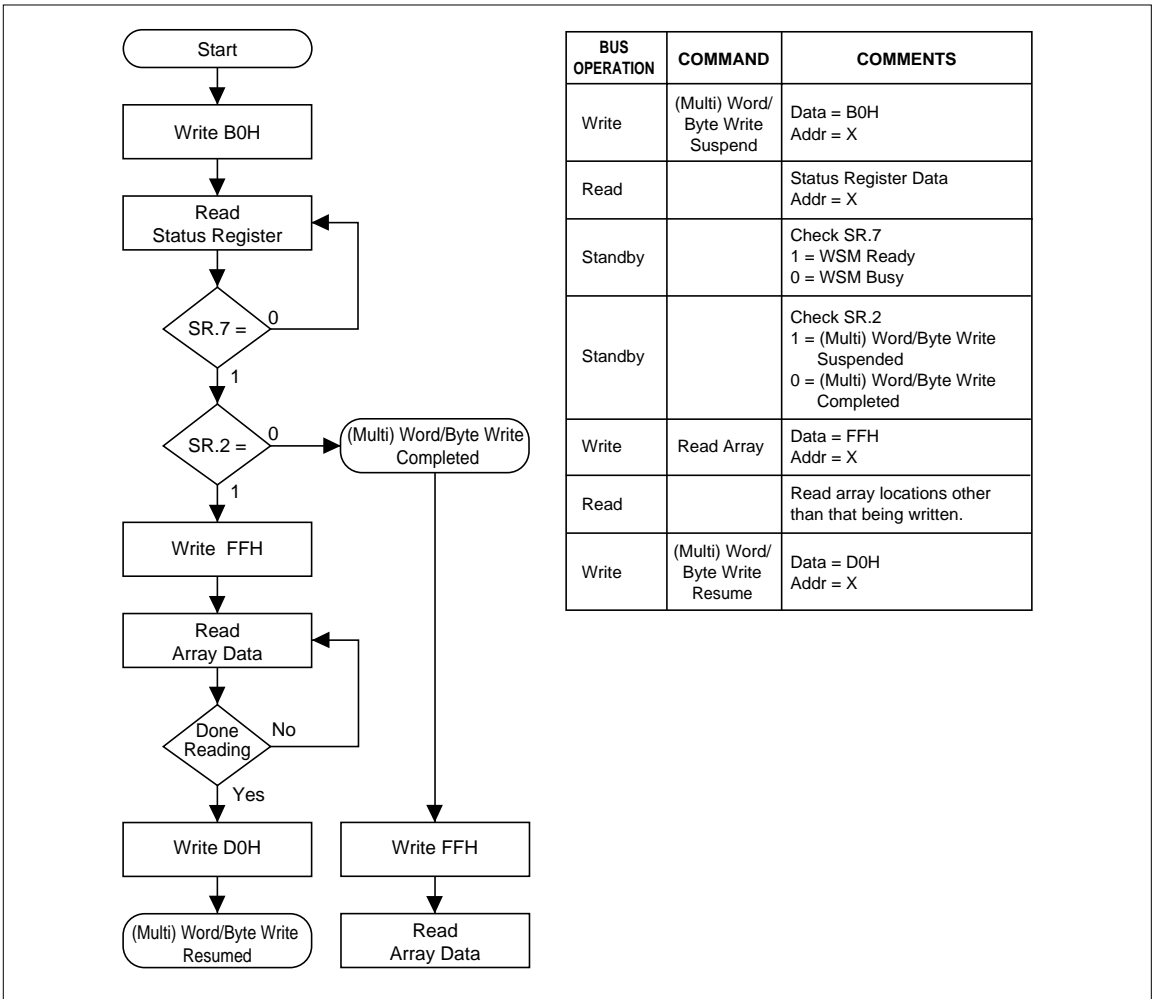 Start
Write B0H
Read
Status Register
SR.7 =
0
1
SR.2 =
0
(Multi) Word/Byte Write
Completed
1
Write FFH
Read
Array Data
Done
Reading
No
Yes
Write D0H
Write FFH
(Multi) Word/Byte Write
Resumed
Read
Array Data
BUS
OPERATION
COMMAND
COMMENTS
Write
(Multi) Word/
Byte Write
Suspend
Data = B0H
Addr = X
Read
Status Register Data
Addr = X
Standby
Check SR.7
1 = WSM Ready
0 = WSM Busy
Standby
Check SR.2
1 = (Multi) Word/Byte Write
Suspended
0 = (Multi) Word/Byte Write
Completed
Write
Read Array
Data = FFH
Addr = X
Read
Read array locations other
than that being written.
Write
(Multi) Word/
Byte Write
Resume
Data = D0H
Addr = X